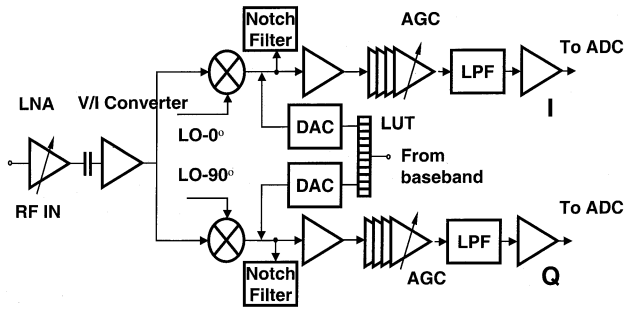 Notch
Filter
AGC
To ADC
LPF
I
LNA
V/I Converter
LO-0°
DAC
LUT
From
baseband
LO-90°
DAC
RF IN
To ADC
LPF
Q
Notch
Filter
AGC